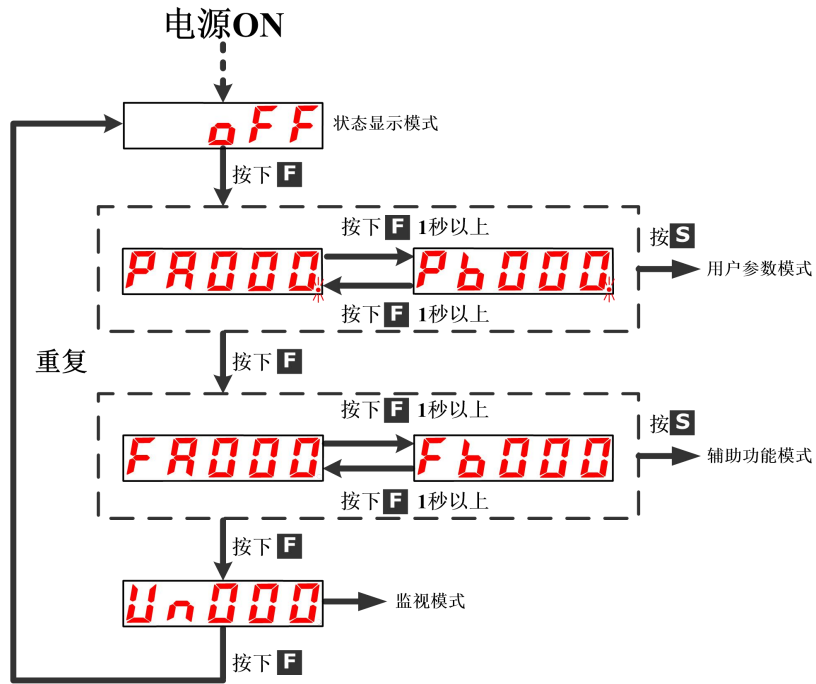 电源ON
oFF 状态显示模式
按下 F
按下 F 1秒以上
按 S
PA000. Pb000.
用户参数模式
按下 F 1秒以上
重复
按下 F
按下 F 1秒以上
按 S
FA000 Fb000
辅助功能模式
按下 F 1秒以上
按下 F
Un000 监视模式
按下 F